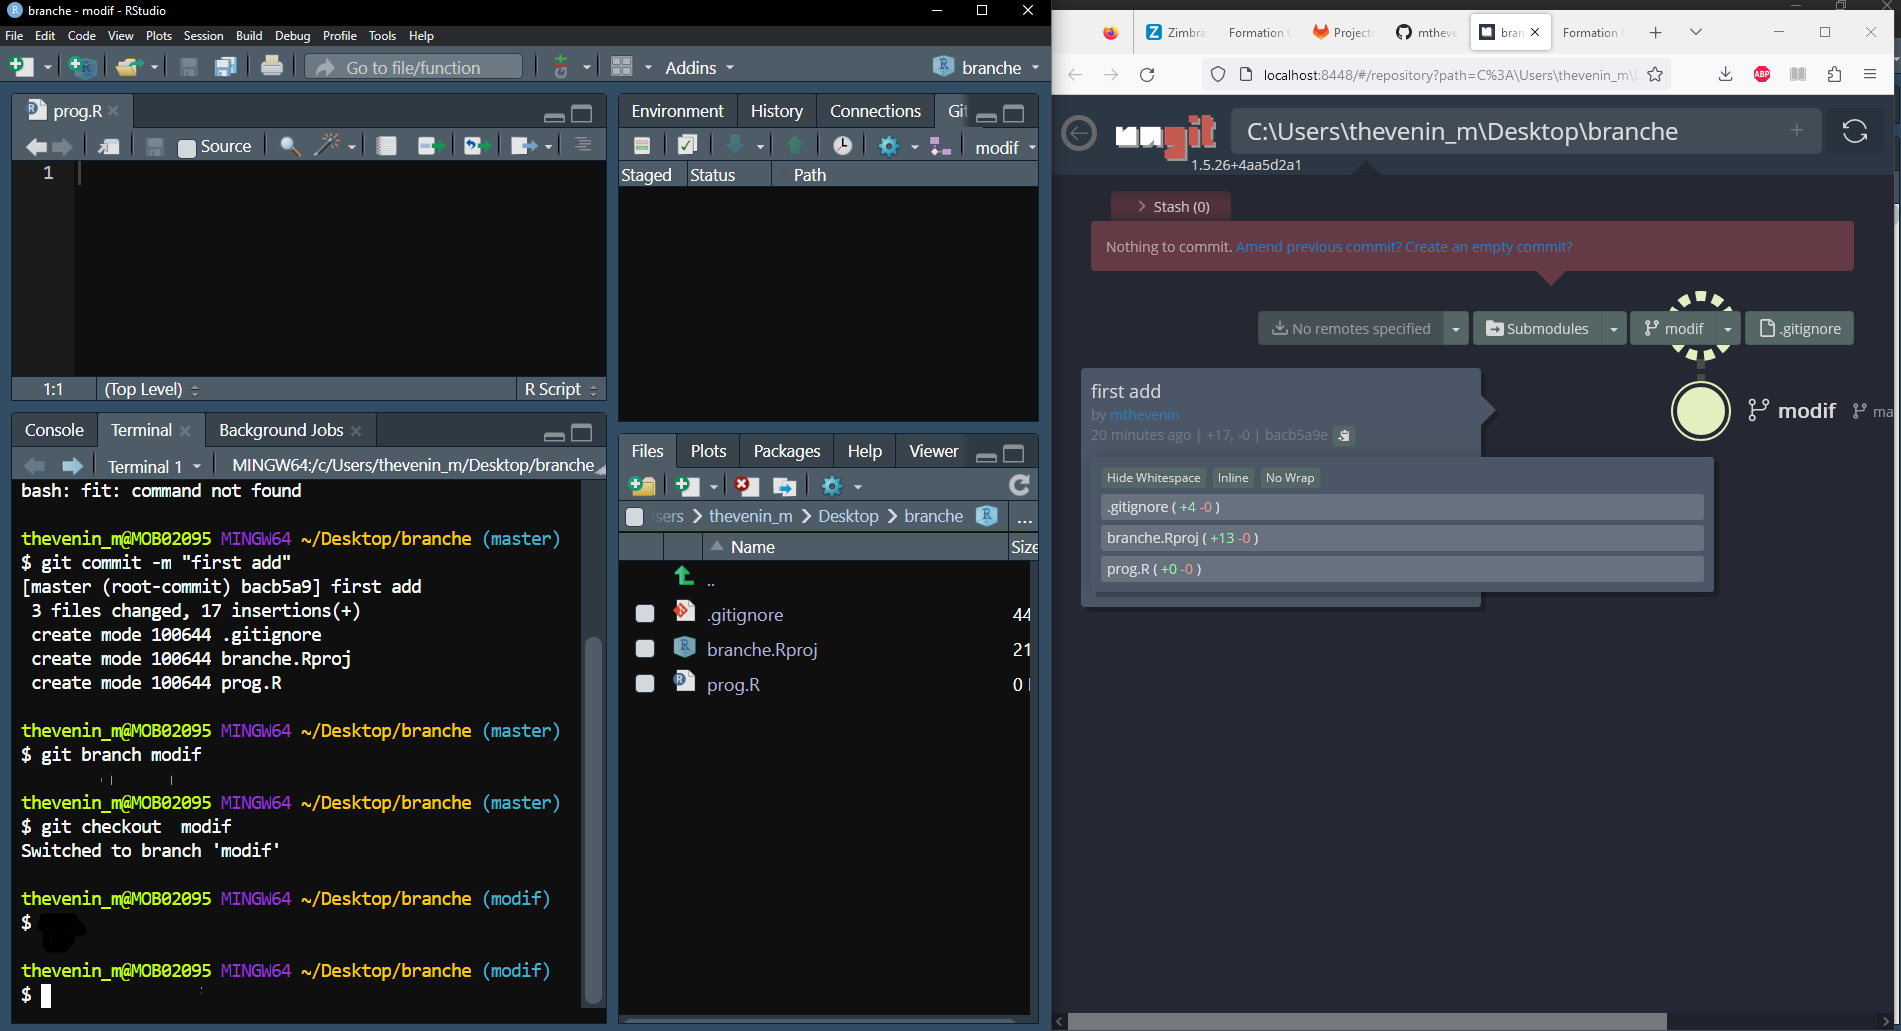 branche - modif - RStudio
File Edit Code View Plots Session Build Debug Profile Tools Help
Go to file/function
Addins
branche
prog.R
Source
1
1:1
(Top Level)
R Script
Console
Terminal
Background Jobs
Terminal 1
MINGW64:/c/Users/thevenin_m/Desktop/branche
bash: fit: command not found
thevenin_m@MOB02095 MINGW64 ~/Desktop/branche (master)
$ git commit -m "first add"
[master (root-commit) bacb5a9] first add
3 files changed, 17 insertions(+)
create mode 100644 .gitignore
create mode 100644 branche.Rproj
create mode 100644 prog.R
thevenin_m@MOB02095 MINGW64 ~/Desktop/branche (master)
$ git branch modif
thevenin_m@MOB02095 MINGW64 ~/Desktop/branche (master)
$ git checkout  modif
Switched to branch 'modif'
thevenin_m@MOB02095 MINGW64 ~/Desktop/branche (modif)
$
thevenin_m@MOB02095 MINGW64 ~/Desktop/branche (modif)
$
Environment
History
Connections
Git
modif
Staged
Status
Path
Files
Plots
Packages
Help
Viewer
sers
thevenin_m
Desktop
branche
...
Name
Size
..
.gitignore
44
branche.Rproj
21
prog.R
0
Zimbra
Formation
Projects
mtheve
bran
Formation
localhost:8448/#/repository?path=C%3A\Users\thevenin_m\
ABP
ungit
1.5.26+4aa5d2a1
C:\Users\thevenin_m\Desktop\branche
Stash (0)
Nothing to commit. Amend previous commit? Create an empty commit?
No remotes specified
Submodules
modif
.gitignore
first add
by mthevenin
20 minutes ago | +17, -0 | bacb5a9e
modif
ma
Hide Whitespace
Inline
No Wrap
.gitignore ( +4 -0 )
branche.Rproj ( +13 -0 )
prog.R ( +0 -0 )